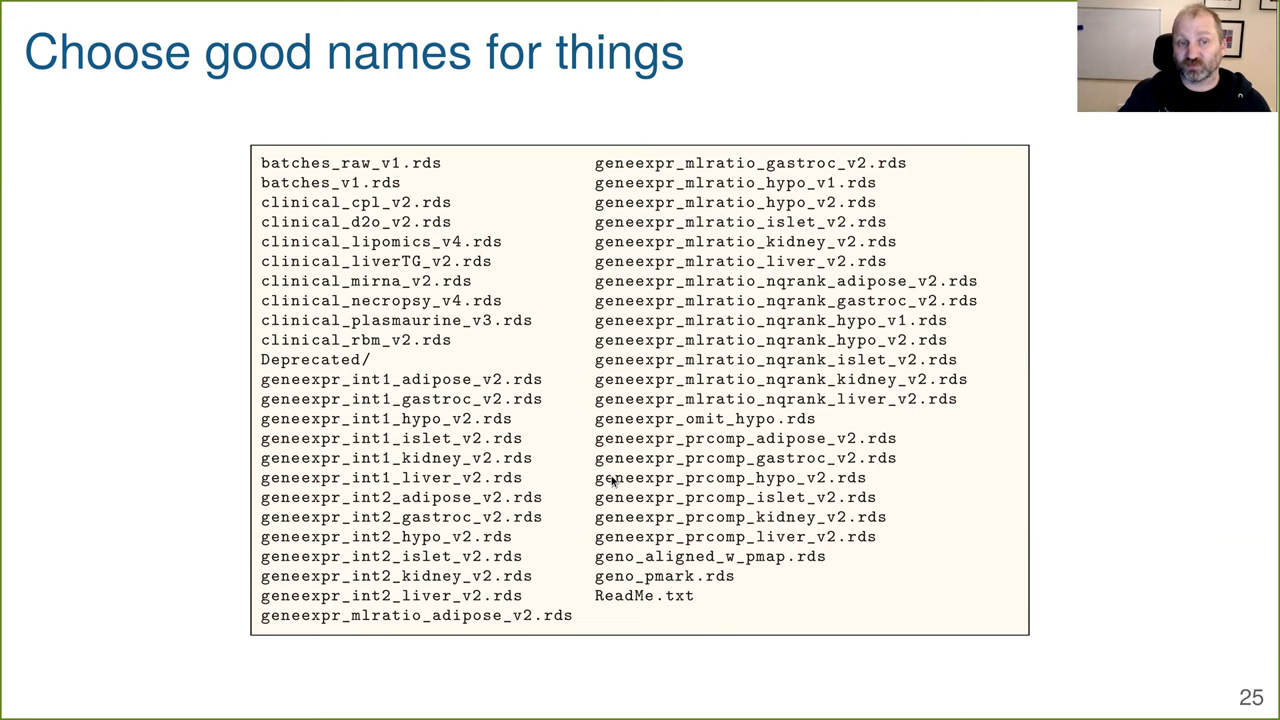 Choose good names for things
batches_raw_v1.rds
batches_v1.rds
clinical_cpl_v2.rds
clinical_d2o_v2.rds
clinical_lipomics_v4.rds
clinical_liverTG_v2.rds
clinical_mirna_v2.rds
clinical_necropsy_v4.rds
clinical_plasmaurine_v3.rds
clinical_rbm_v2.rds
Deprecated/
geneexpr_int1_adipose_v2.rds
geneexpr_int1_gastroc_v2.rds
geneexpr_int1_hypo_v2.rds
geneexpr_int1_islet_v2.rds
geneexpr_int1_kidney_v2.rds
geneexpr_int1_liver_v2.rds
geneexpr_int2_adipose_v2.rds
geneexpr_int2_gastroc_v2.rds
geneexpr_int2_hypo_v2.rds
geneexpr_int2_islet_v2.rds
geneexpr_int2_kidney_v2.rds
geneexpr_int2_liver_v2.rds
geneexpr_mlratio_adipose_v2.rds
geneexpr_mlratio_gastroc_v2.rds
geneexpr_mlratio_hypo_v1.rds
geneexpr_mlratio_hypo_v2.rds
geneexpr_mlratio_islet_v2.rds
geneexpr_mlratio_kidney_v2.rds
geneexpr_mlratio_liver_v2.rds
geneexpr_mlratio_nqrank_adipose_v2.rds
geneexpr_mlratio_nqrank_gastroc_v2.rds
geneexpr_mlratio_nqrank_hypo_v1.rds
geneexpr_mlratio_nqrank_hypo_v2.rds
geneexpr_mlratio_nqrank_islet_v2.rds
geneexpr_mlratio_nqrank_kidney_v2.rds
geneexpr_mlratio_nqrank_liver_v2.rds
geneexpr_omit_hypo.rds
geneexpr_prcomp_adipose_v2.rds
geneexpr_prcomp_gastroc_v2.rds
geneexpr_prcomp_hypo_v2.rds
geneexpr_prcomp_islet_v2.rds
geneexpr_prcomp_kidney_v2.rds
geneexpr_prcomp_liver_v2.rds
geno_aligned_w_pmap.rds
geno_pmark.rds
ReadMe.txt
25